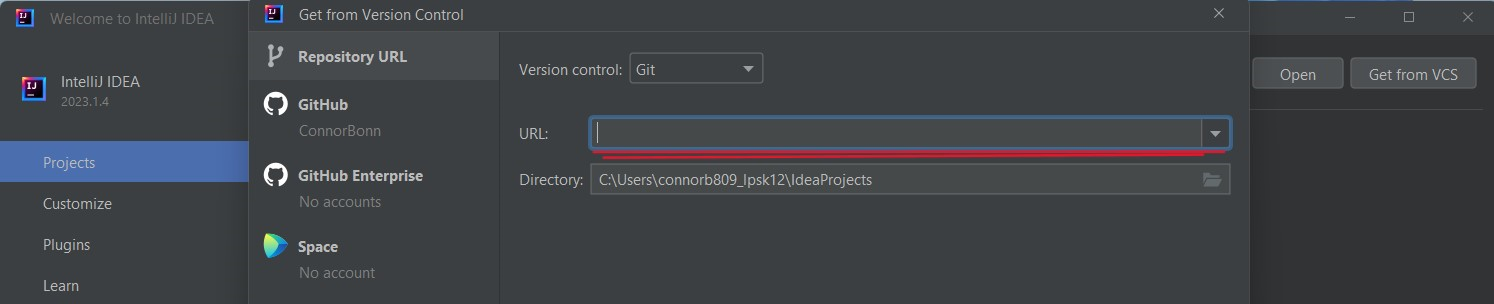 Welcome to IntelliJ IDEA
IntelliJ IDEA
2023.1.4
Projects
Customize
Plugins
Learn
Get from Version Control
Repository URL
GitHub
ConnorBonn
GitHub Enterprise
No accounts
Space
No account
Version control: Git
URL:
Directory: C:\Users\connorb809_lpsk12\IdeaProjects
Open
Get from VCS